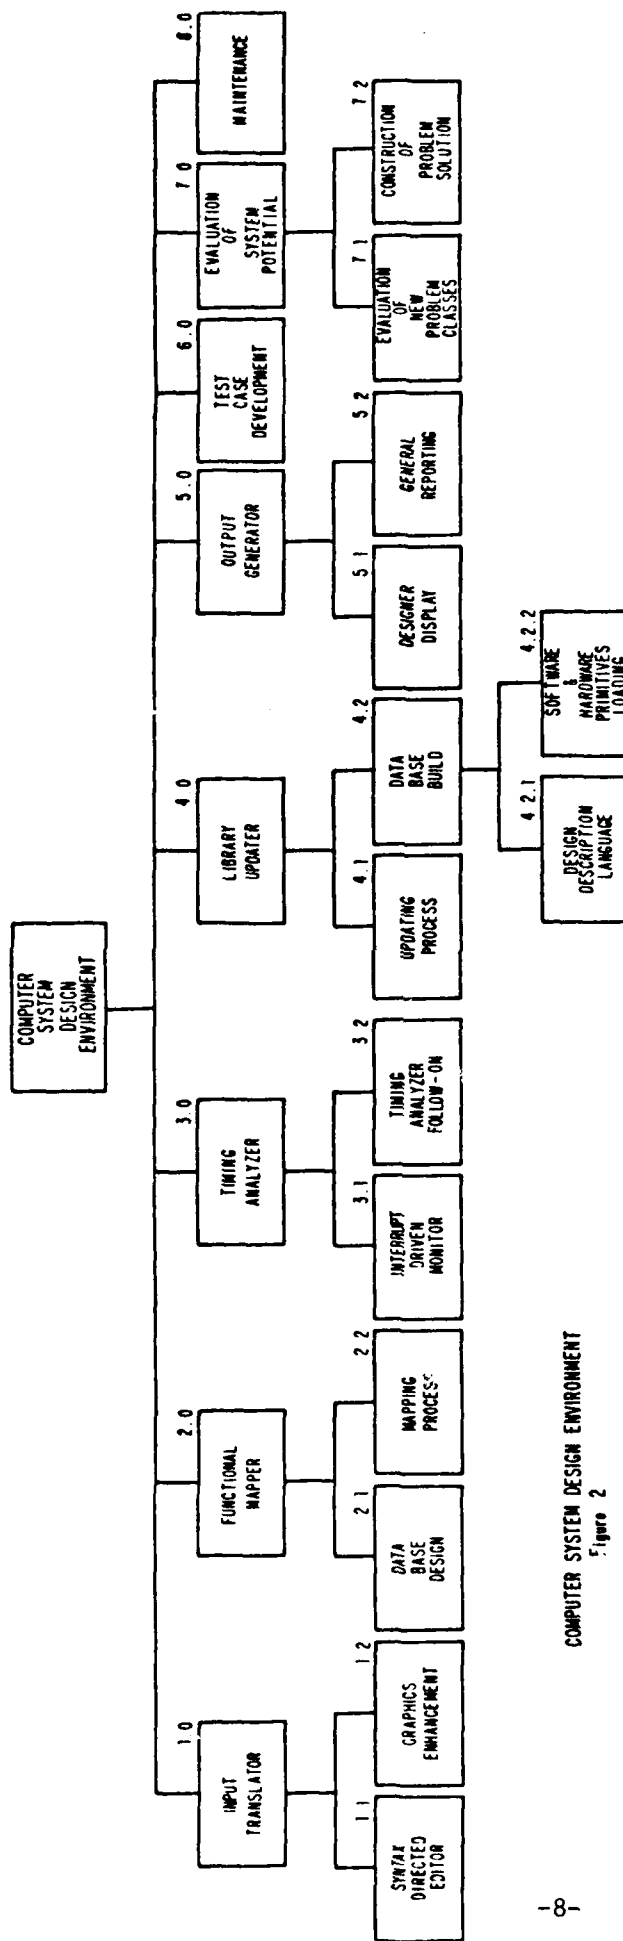 COMPUTER
SYSTEM
DESIGN
ENVIRONMENT
1.0
INPUT
TRANSLATOR
2.0
FUNCTIONAL
MAPPER
3.0
TIMING
ANALYZER
4.0
LIBRARY
UPDATER
5.0
OUTPUT
GENERATOR
6.0
TEST
CASE
DEVELOPMENT
7 0
EVALUATION
OF
SYSTEM
POTENTIAL
8.0
MAINTENANCE
1 1
SYNTAX
DIRECTED
EDITOR
1 2
GRAPHICS
ENHANCEMENT
2 1
DATA
BASE
DESIGN
2 2
MAPPING
PROCESS
3.1
INTERRUPT
DRIVEN
MONITOR
3 2
TIMING
ANALYZER
FOLLOW-ON
4.1
UPDATING
PROCESS
4.2
DATA
BASE
BUILD
5 1
DESIGNER
DISPLAY
5 2
GENERAL
REPORTING
7 1
EVALUATION
OF
NEW
PROBLEM
CLASSES
7 2
CONSTRUCTION
OF
PROBLEM
SOLUTION
4 2.1
DESIGN
DESCRIPTION
LANGUAGE
4.2.2
SOFTWARE
&
HARDWARE
PRIMITIVES
LOADING
COMPUTER SYSTEM DESIGN ENVIRONMENT
Figure 2
-8-